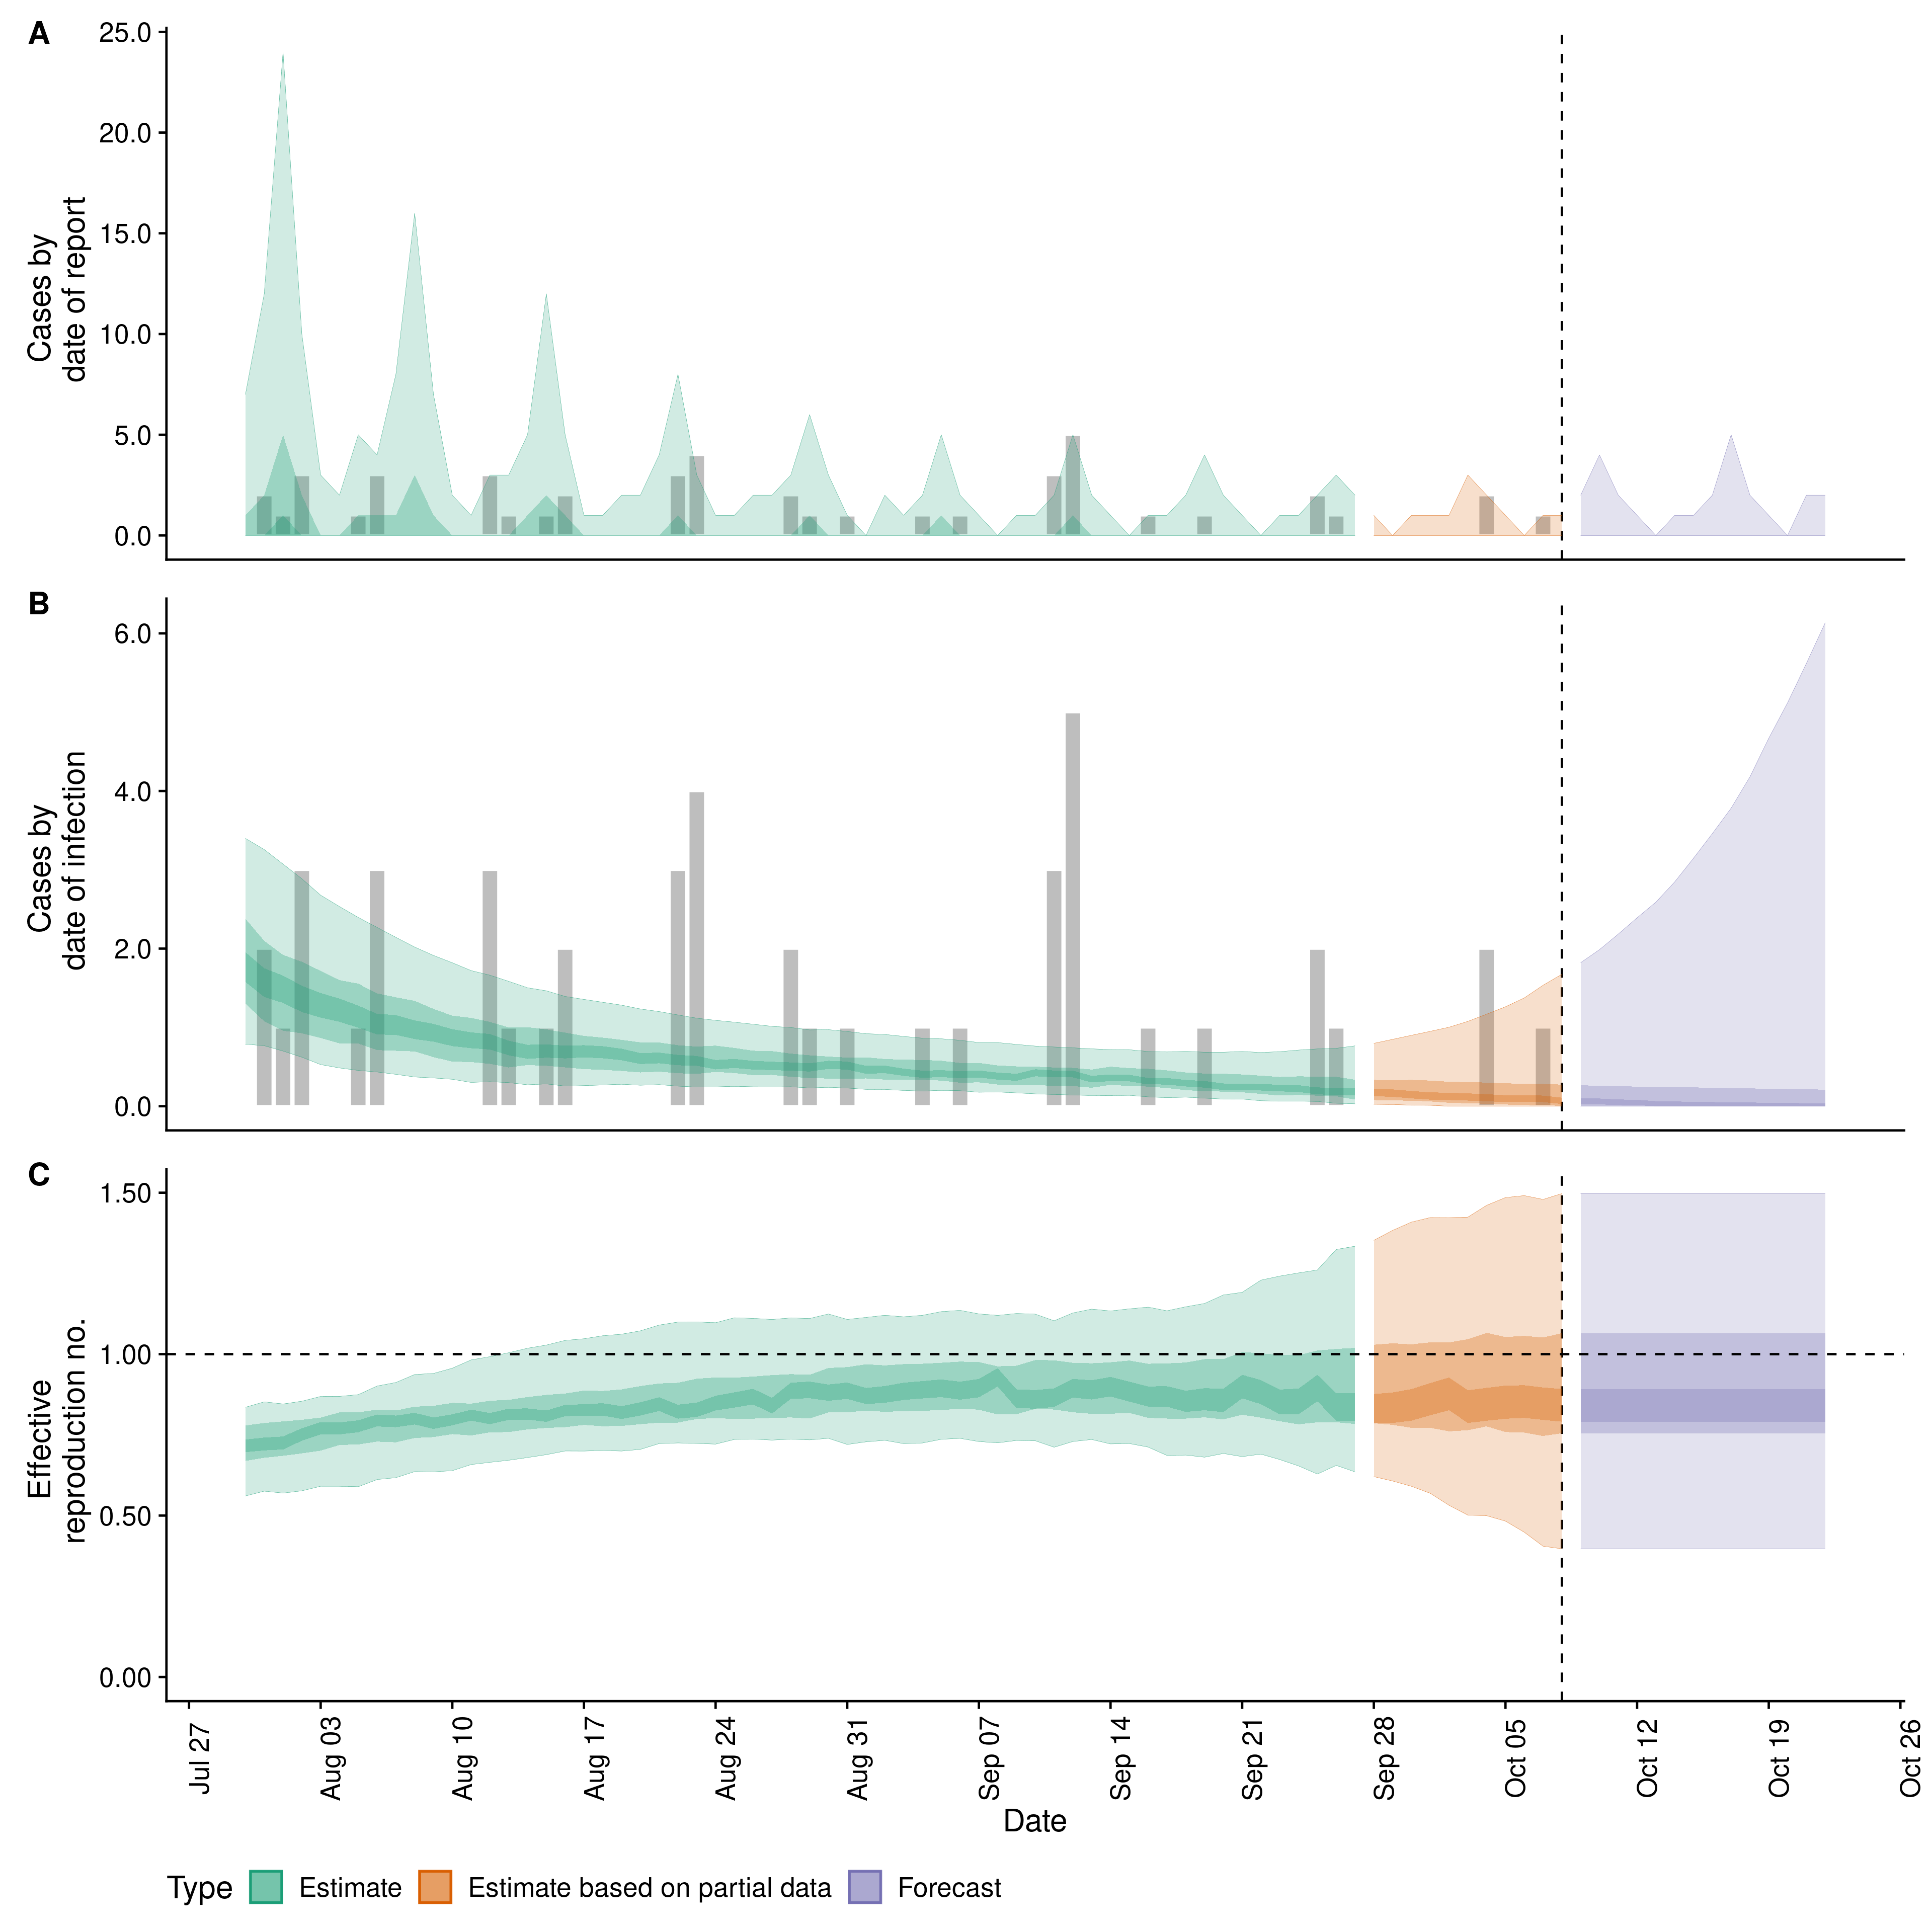 A
25.0
20.0
15.0
10.0
5.0
0.0
Cases by
date of report
B
6.0
4.0
2.0
0.0
Cases by
date of infection
C
1.50
1.00
0.50
0.00
Effective
reproduction no.
Jul 27
Aug 03
Aug 10
Aug 17
Aug 24
Aug 31
Sep 07
Sep 14
Sep 21
Sep 28
Oct 05
Oct 12
Oct 19
Oct 26
Date
Type Estimate Estimate based on partial data Forecast